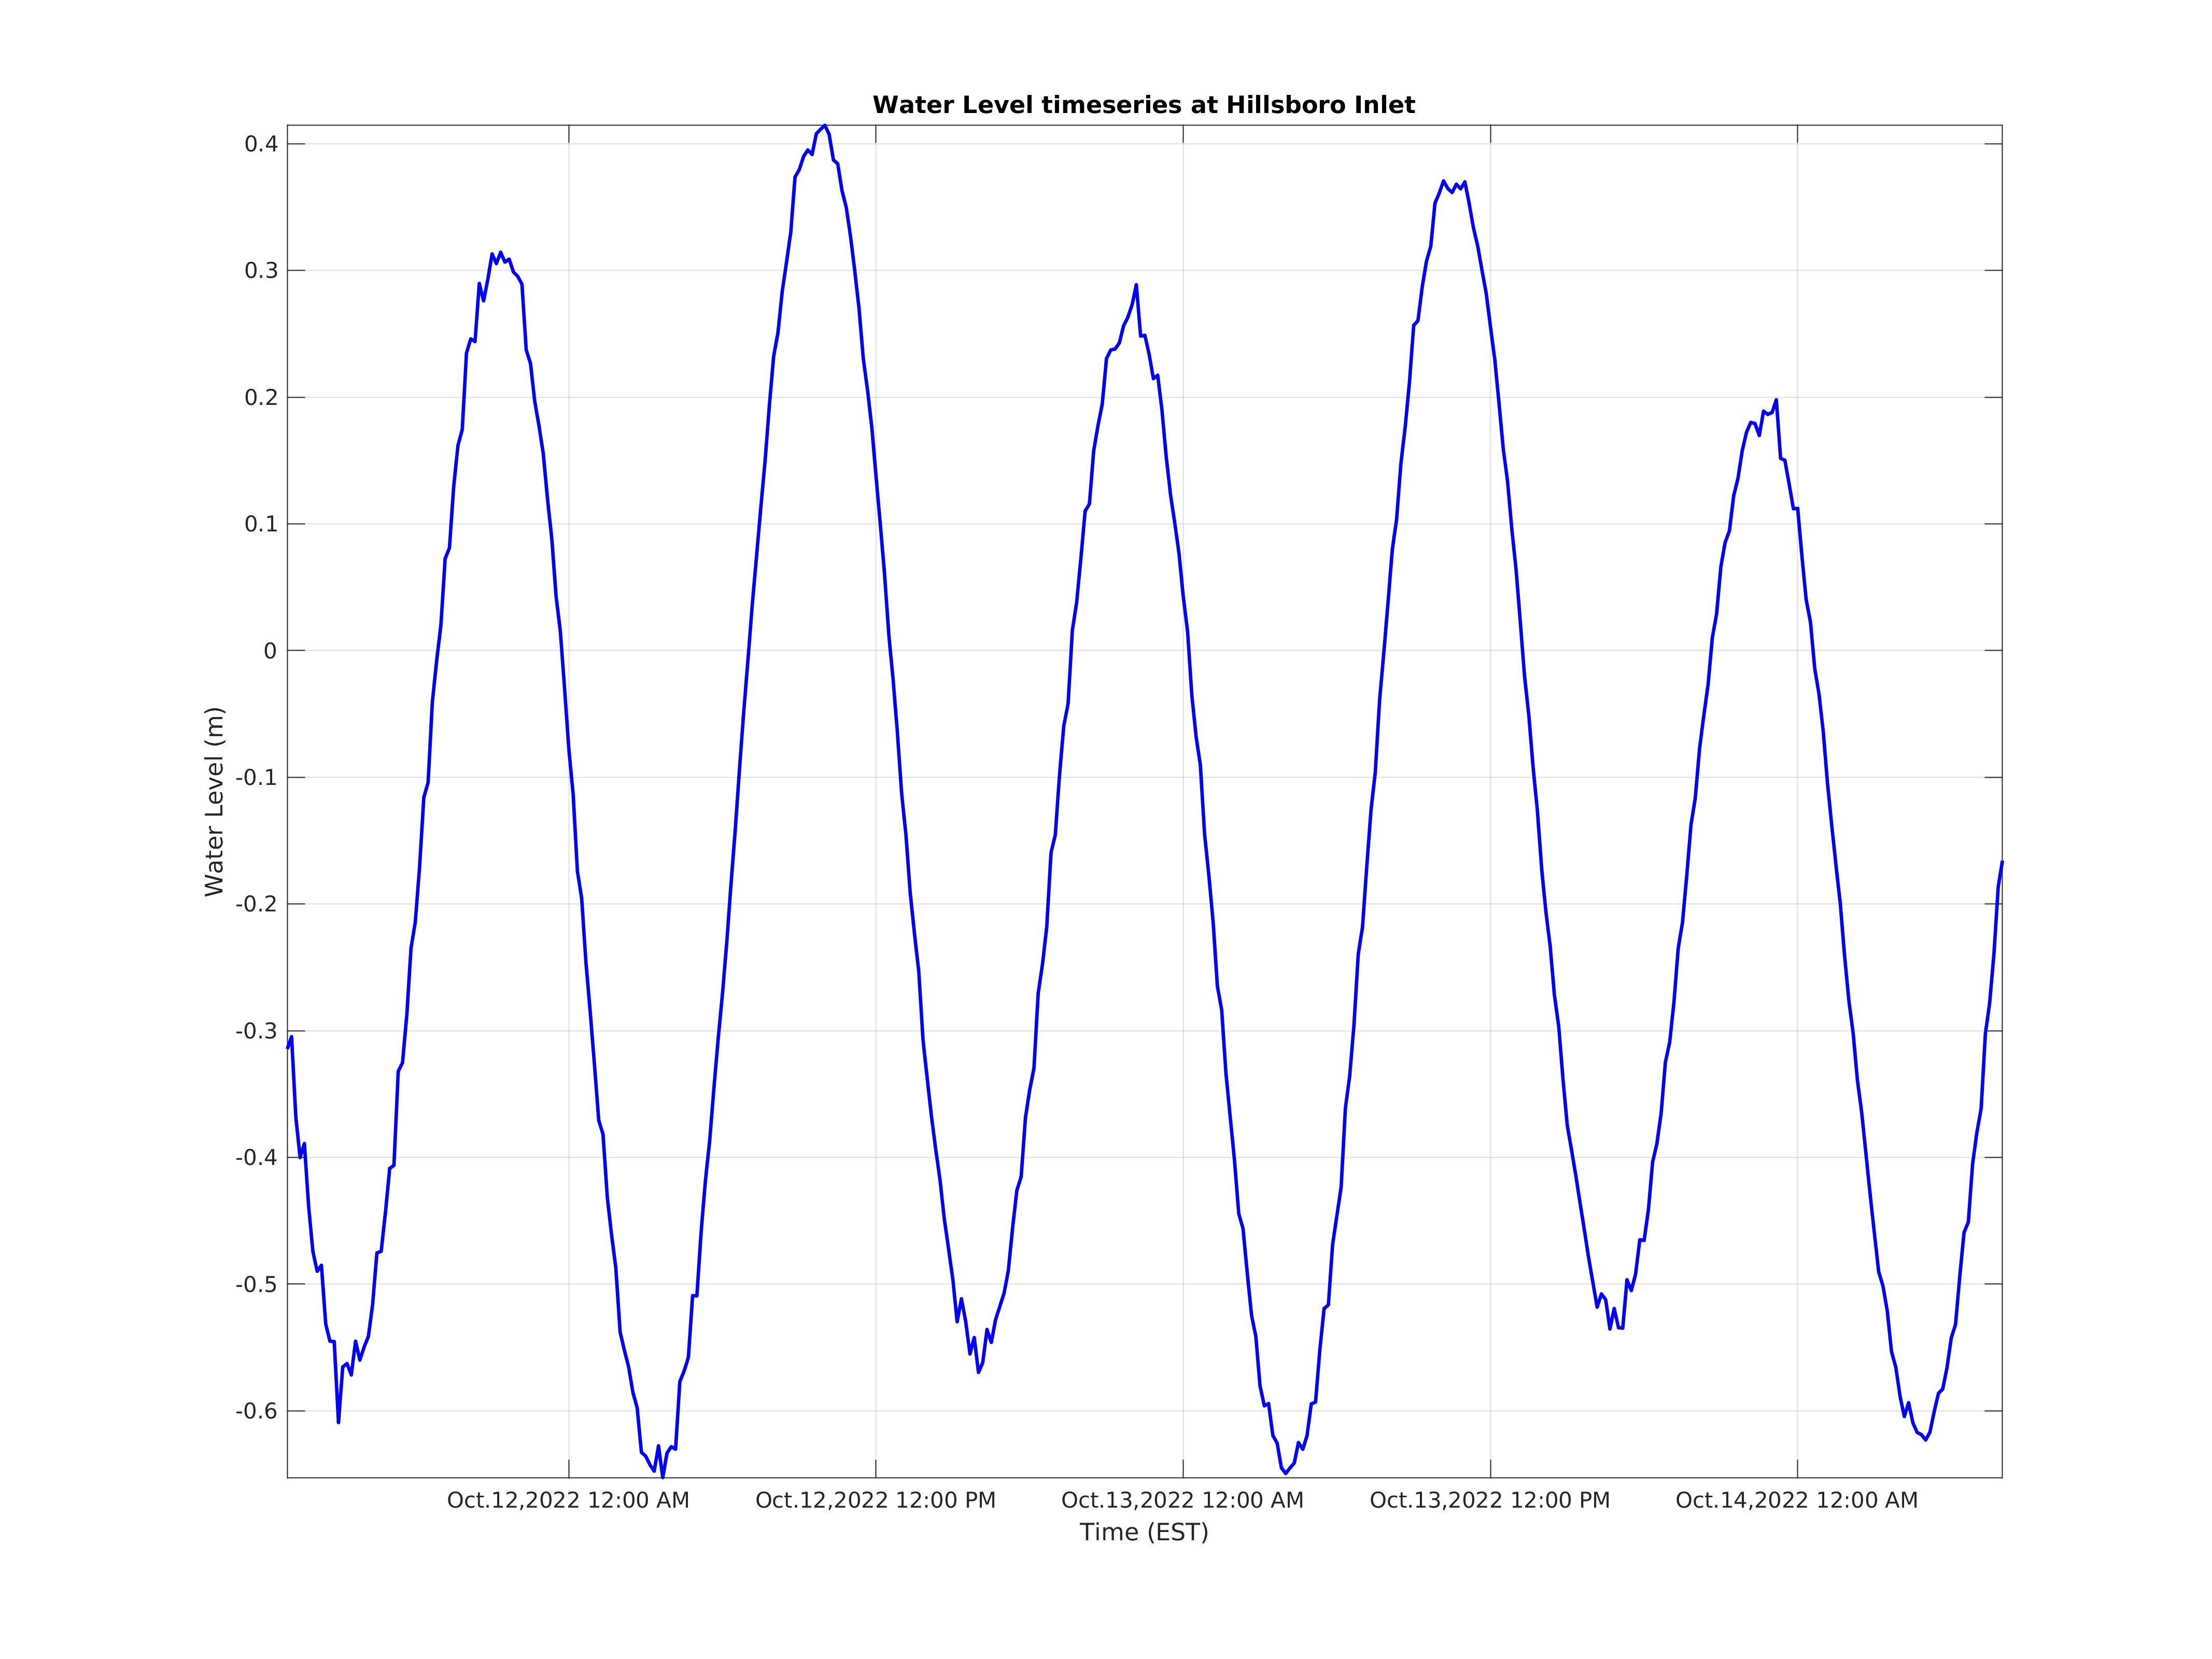 Water Level timeseries at Hillsboro Inlet
0.4
0.3
0.2
0.1
0
-0.1
-0.2
-0.3
-0.4
-0.5
-0.6
Water Level (m)
Oct.12,2022 12:00 AM
Oct.12,2022 12:00 PM
Oct.13,2022 12:00 AM
Oct.13,2022 12:00 PM
Oct.14,2022 12:00 AM
Time (EST)